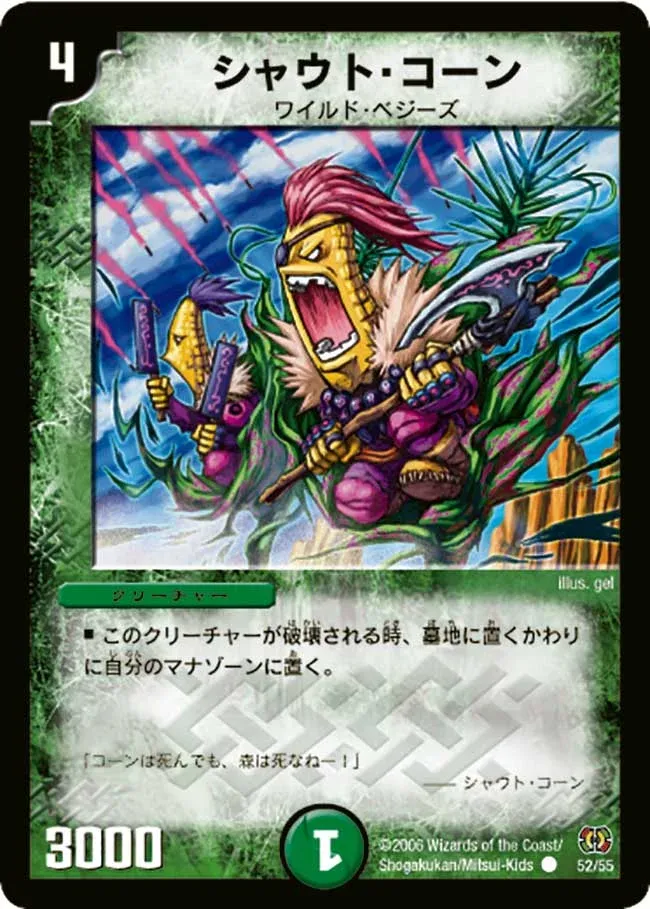 4
シャウト・コーン
ワイルド・ベジーズ
illus. gel
クリーチャー
■ このクリーチャーが破壊される時、墓地に置くかわり
に自分のマナゾーンに置く。
「コーンは死んでも、森は死なねー！」
―― シャウト・コーン
3000
1
©2006 Wizards of the Coast/
Shogakukan/Mitsui-Kids
52/55